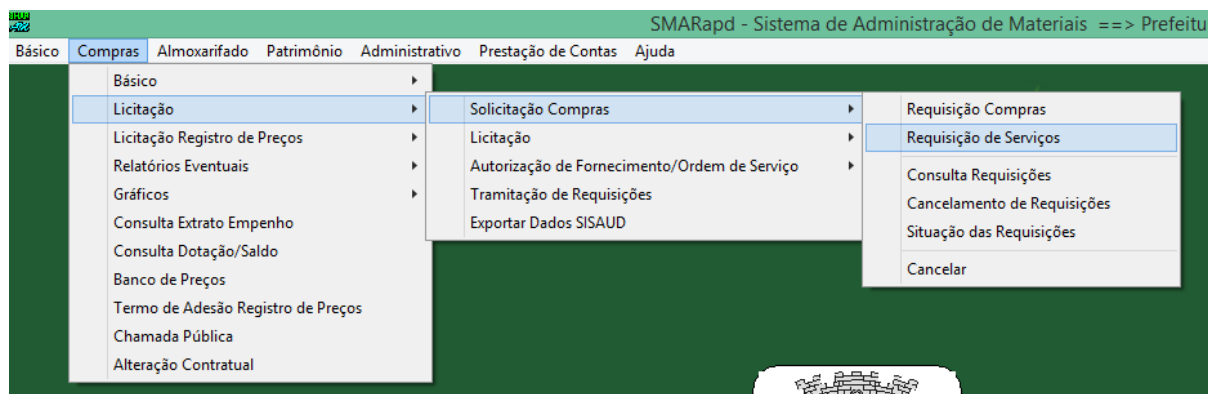 SMARapd - Sistema de Administração de Materiais ==> Prefeitu
Básico Compras Almoxarifado Patrimônio Administrativo Prestação de Contas Ajuda
Básico
Licitação
Licitação Registro de Preços
Relatórios Eventuais
Gráficos
Consulta Extrato Empenho
Consulta Dotação/Saldo
Banco de Preços
Termo de Adesão Registro de Preços
Chamada Pública
Alteração Contratual
Solicitação Compras
Licitação
Autorização de Fornecimento/Ordem de Serviço
Tramitação de Requisições
Exportar Dados SISAUD
Requisição Compras
Requisição de Serviços
Consulta Requisições
Cancelamento de Requisições
Situação das Requisições
Cancelar